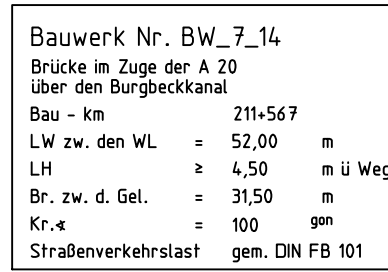 Bauwerk Nr. BW_7_14
Brücke im Zuge der A 20
über den Burgbeckkanal
Bau - km 211+567
LW zw. den WL = 52,00 m
LH ≥ 4,50 m ü Weg
Br. zw. d. Gel. = 31,50 m
Kr.∢ = 100 gon
Straßenverkehrslast gem. DIN FB 101